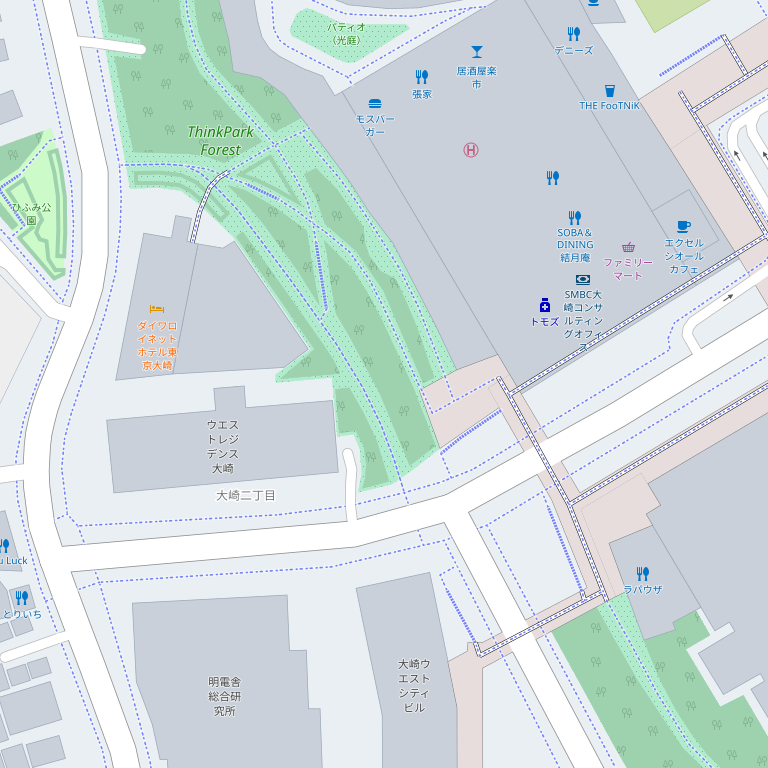 パティオ
(光庭)
デニーズ
居酒屋楽
市
張家
THE FooTNiK
モスバー
ガー
ThinkPark
Forest
H
ひふみ公
園
SOBA&
DINING
結月庵
エクセル
シオール
カフェ
ファミリー
マート
SMBC大
崎コンサ
ルティン
グオフィ
ス
トモズ
ダイワロ
イネット
ホテル東
京大崎
ウエス
トレジ
デンス
大崎
大崎二丁目
u Luck
ラパウザ
とりいち
明電舎
総合研
究所
大崎ウ
エスト
シティ
ビル